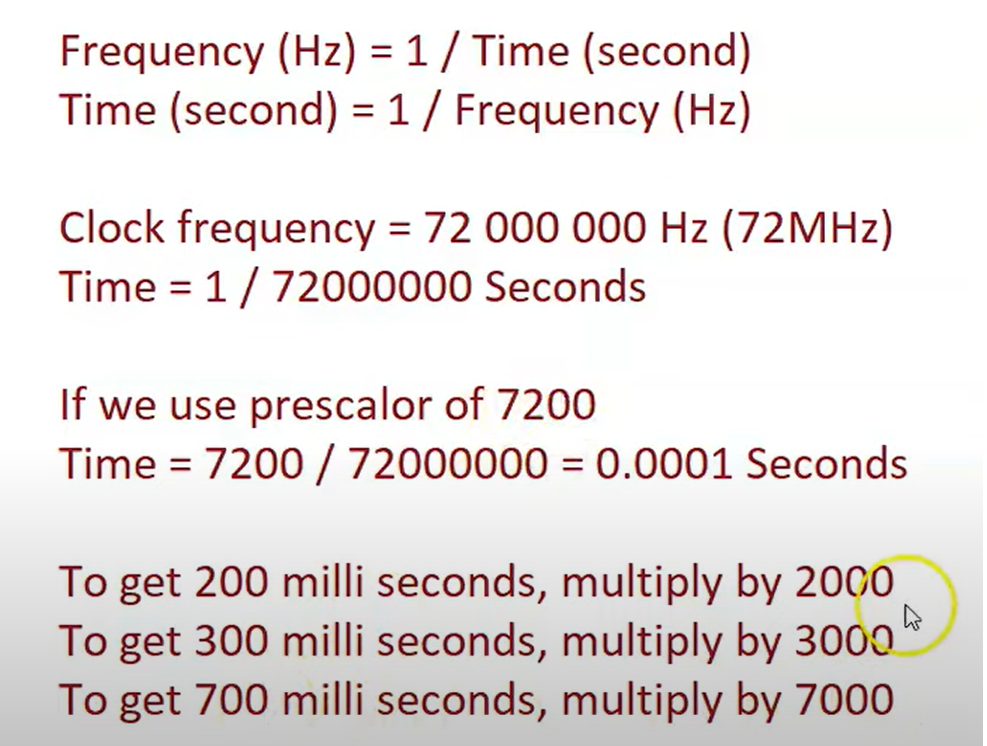 Frequency (Hz) = 1 / Time (second)
Time (second) = 1 / Frequency (Hz)
Clock frequency = 72 000 000 Hz (72MHz)
Time = 1 / 72000000 Seconds
If we use prescalor of 7200
Time = 7200 / 72000000 = 0.0001 Seconds
To get 200 milli seconds, multiply by 2000
To get 300 milli seconds, multiply by 3000
To get 700 milli seconds, multiply by 7000